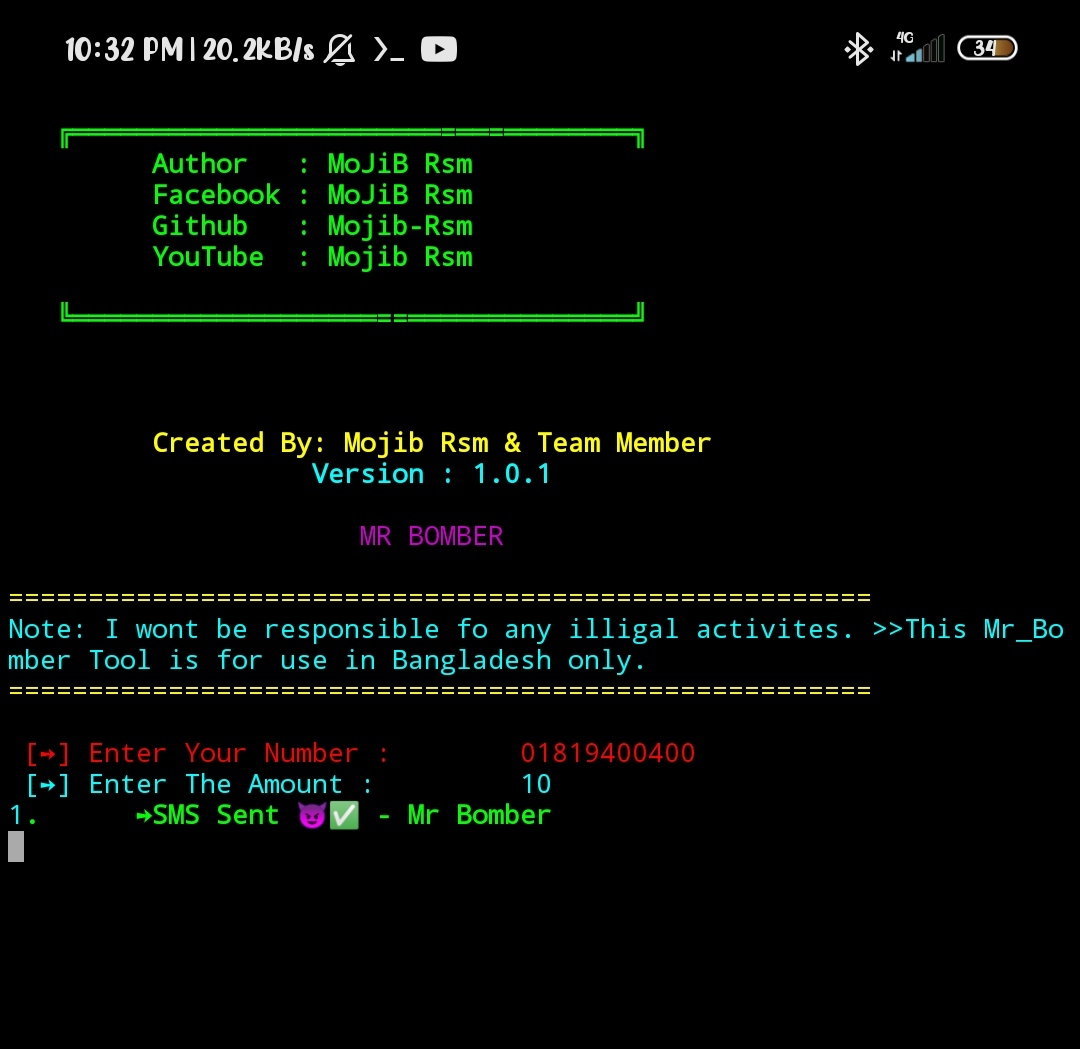 10:32 PM | 20.2KB/s >_ 4G 34
Author : MoJiB Rsm
Facebook : MoJiB Rsm
Github : Mojib-Rsm
YouTube : Mojib Rsm
Created By: Mojib Rsm & Team Member
Version : 1.0.1
MR BOMBER
======================================================
Note: I wont be responsible fo any illigal activites. >>This Mr_Bo
mber Tool is for use in Bangladesh only.
======================================================
[➻] Enter Your Number : 01819400400
[➻] Enter The Amount : 10
1. ➻SMS Sent 😈✅ - Mr Bomber